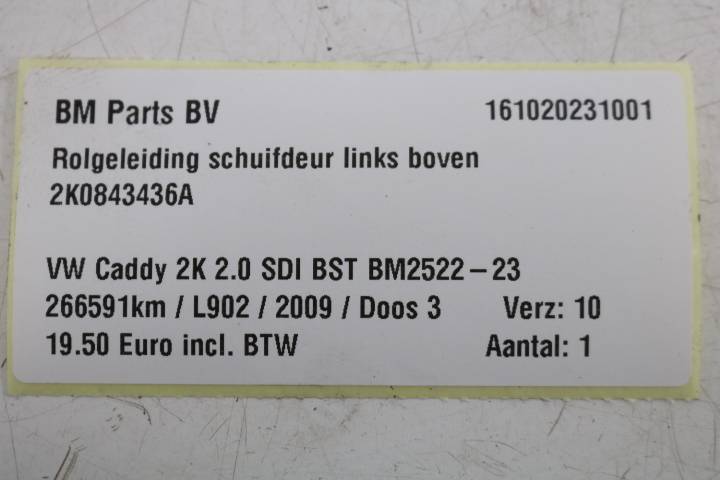 BM Parts BV 161020231001
Rolgeleiding schuifdeur links boven
2K0843436A
VW Caddy 2K 2.0 SDI BST BM2522-23
266591km / L902 / 2009 / Doos 3 Verz: 10
19.50 Euro incl. BTW Aantal: 1